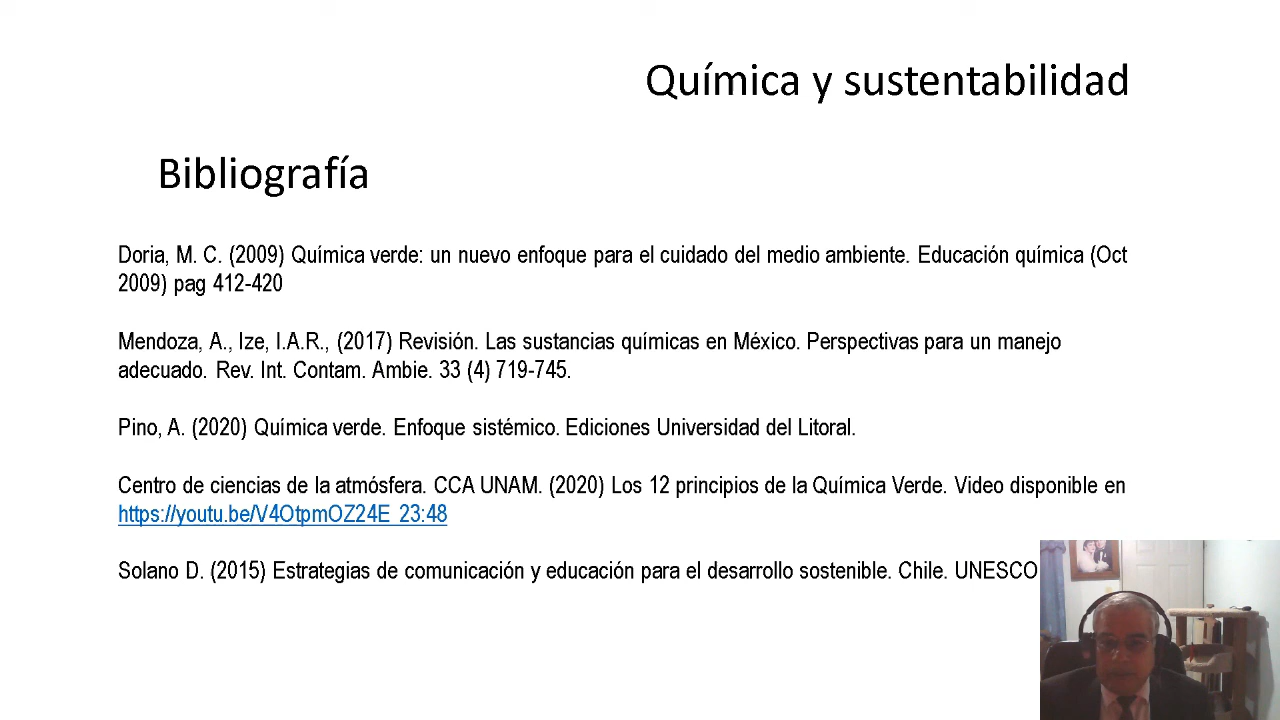 Química y sustentabilidad
Bibliografía
Doria, M. C. (2009) Química verde: un nuevo enfoque para el cuidado del medio ambiente. Educación química (Oct
2009) pag 412-420
Mendoza, A., Ize, I.A.R., (2017) Revisión. Las sustancias químicas en México. Perspectivas para un manejo
adecuado. Rev. Int. Contam. Ambie. 33 (4) 719-745.
Pino, A. (2020) Química verde. Enfoque sistémico. Ediciones Universidad del Litoral.
Centro de ciencias de la atmósfera. CCA UNAM. (2020) Los 12 principios de la Química Verde. Video disponible en
https://youtu.be/V4OtpmOZ24E 23:48
Solano D. (2015) Estrategias de comunicación y educación para el desarrollo sostenible. Chile. UNESCO